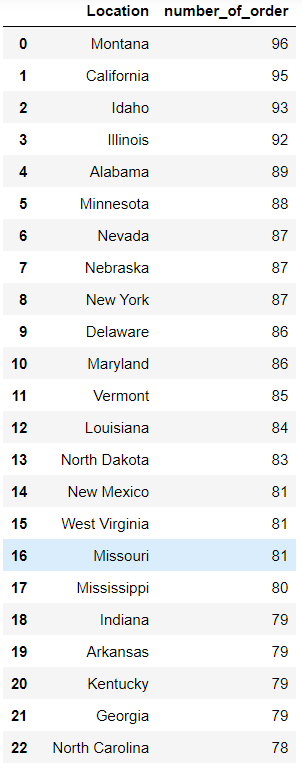 Location number_of_order
0 Montana 96
1 California 95
2 Idaho 93
3 Illinois 92
4 Alabama 89
5 Minnesota 88
6 Nevada 87
7 Nebraska 87
8 New York 87
9 Delaware 86
10 Maryland 86
11 Vermont 85
12 Louisiana 84
13 North Dakota 83
14 New Mexico 81
15 West Virginia 81
16 Missouri 81
17 Mississippi 80
18 Indiana 79
19 Arkansas 79
20 Kentucky 79
21 Georgia 79
22 North Carolina 78